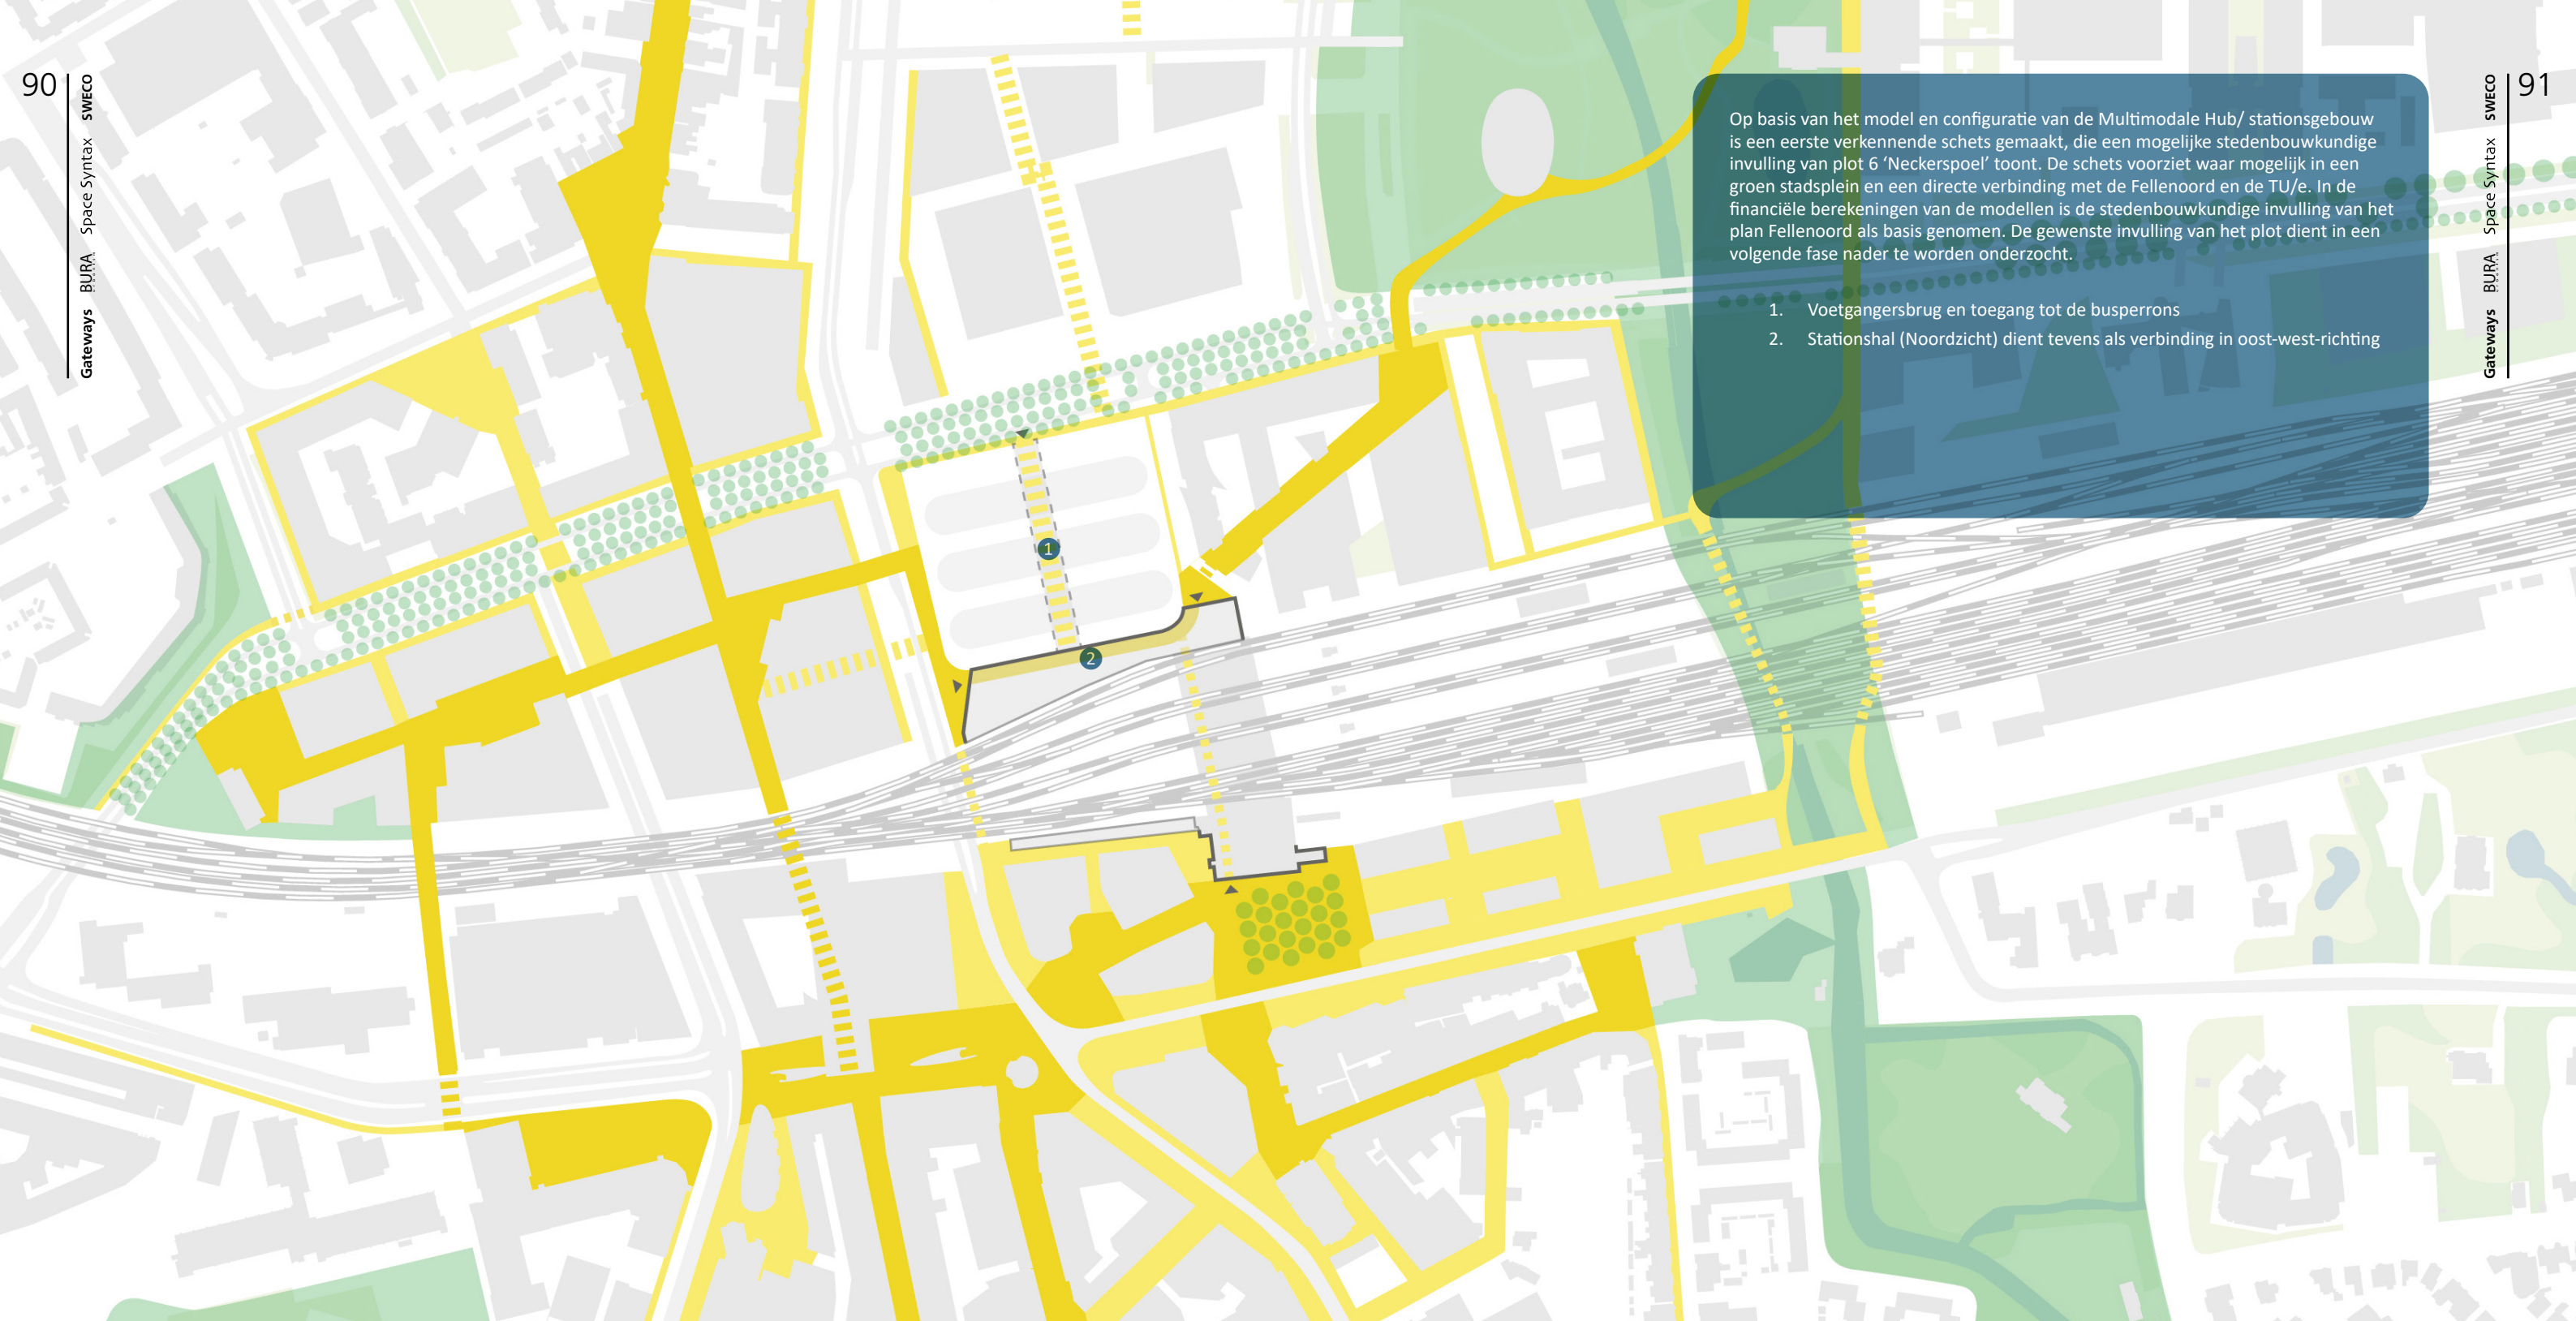 90
Gateways BURA Space Syntax SWECO
Op basis van het model en configuratie van de Multimodale Hub/ stationsgebouw
is een eerste verkennende schets gemaakt, die een mogelijke stedenbouwkundige
invulling van plot 6 ‘Neckerspoel’ toont. De schets voorziet waar mogelijk in een
groen stadsplein en een directe verbinding met de Fellenoord en de TU/e. In de
financiële berekeningen van de modellen is de stedenbouwkundige invulling van het
plan Fellenoord als basis genomen. De gewenste invulling van het plot dient in een
volgende fase nader te worden onderzocht.
1. Voetgangersbrug en toegang tot de busperrons
2. Stationshal (Noordzicht) dient tevens als verbinding in oost-west-richting
91
Gateways BURA Space Syntax SWECO
1
2